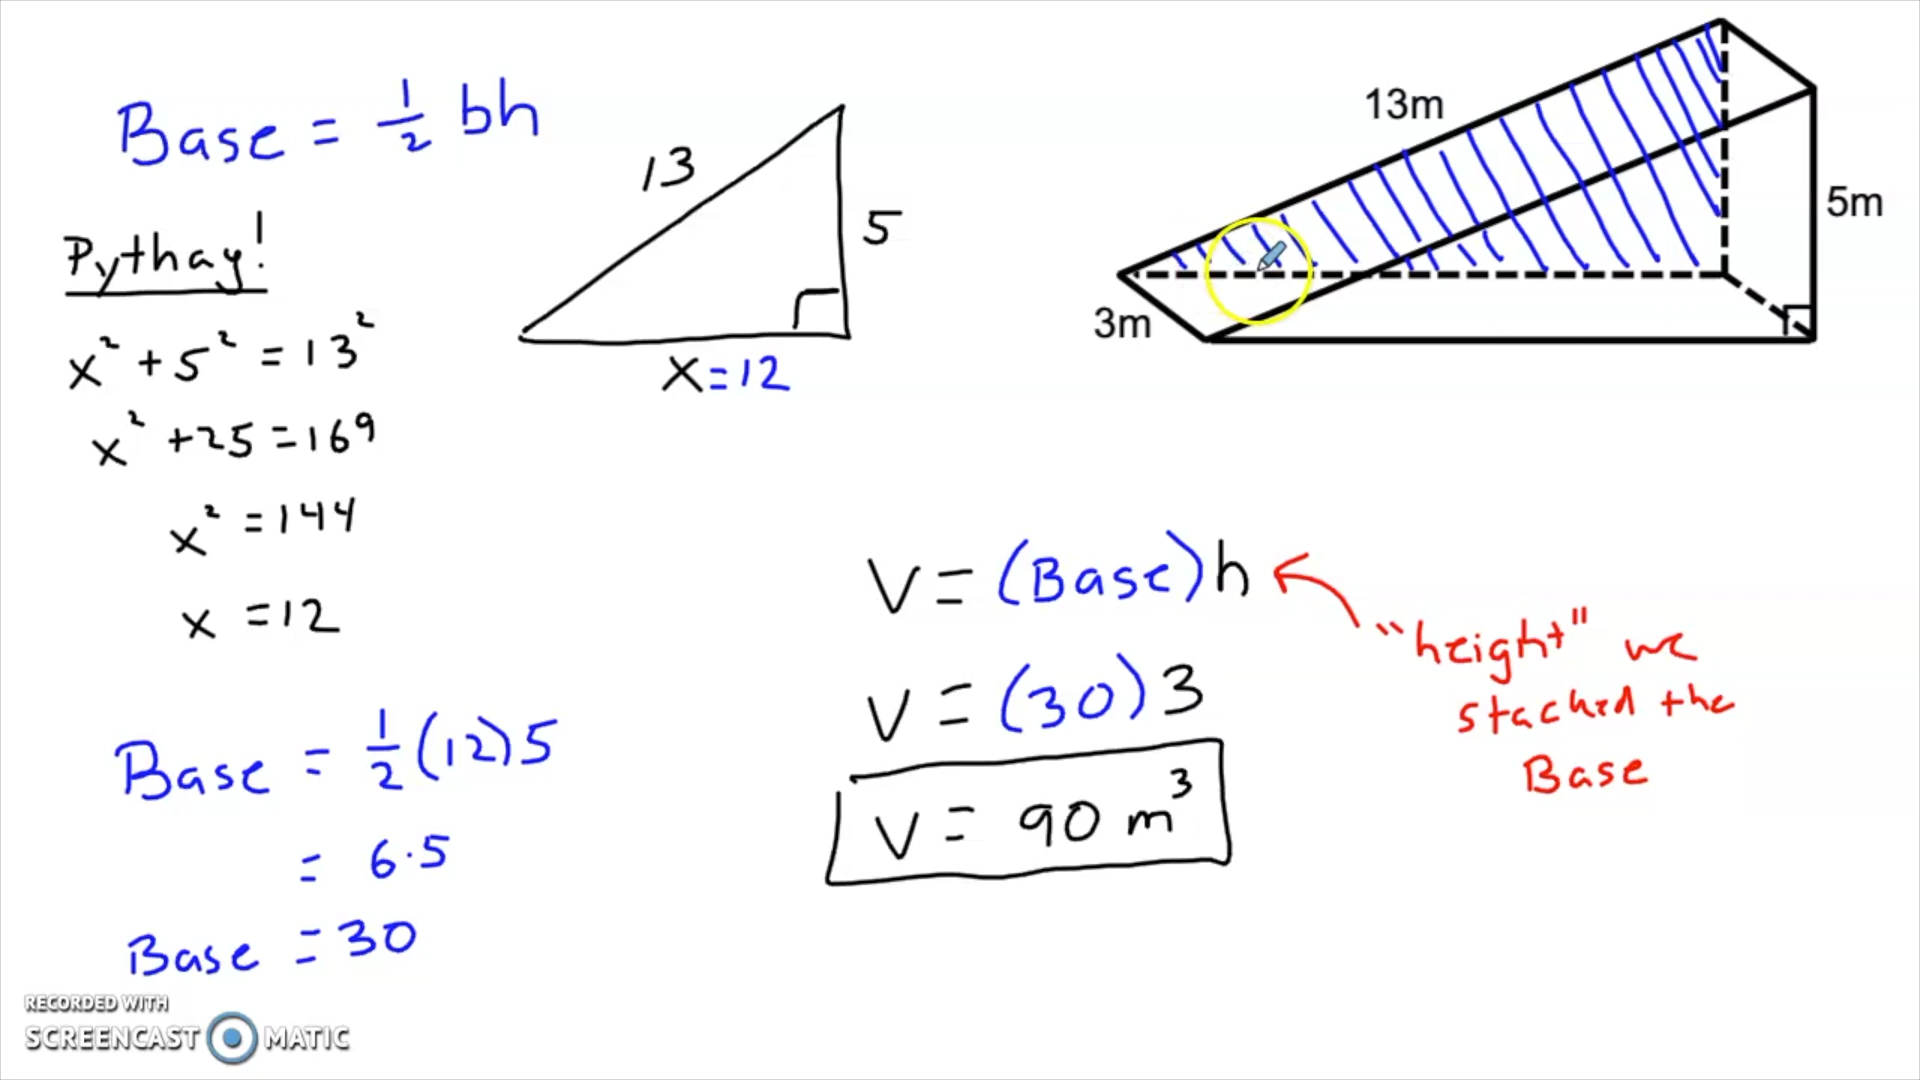 Base = 1/2 bh
Pythag!
x² + 5² = 13²
x² + 25 = 169
x² = 144
x = 12
Base = 1/2 (12) 5
= 6·5
Base = 30
13
5
x = 12
13m
5m
3m
V = (Base) h
"height" we
stacked the
Base
V = (30) 3
V = 90 m³
RECORDED WITH
SCREENCAST MATIC